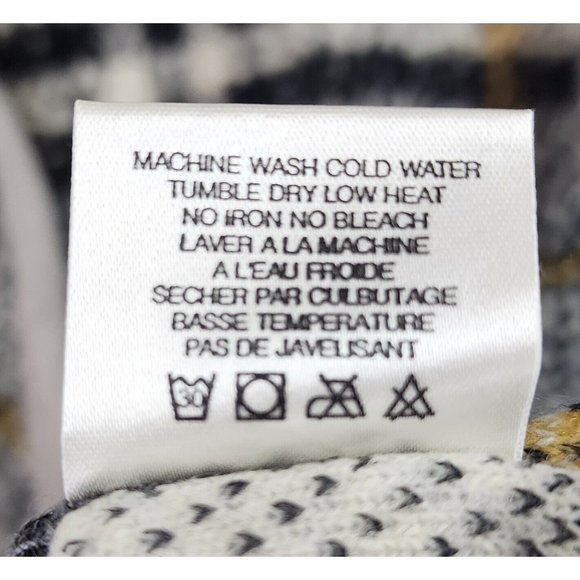 MACHINE WASH COLD WATER
TUMBLE DRY LOW HEAT
NO IRON NO BLEACH
LAVER A LA MACHINE
A L'EAU FROIDE
SECHER PAR CULBUTAGE
BASSE TEMPERATURE
PAS DE JAVELISANT
30